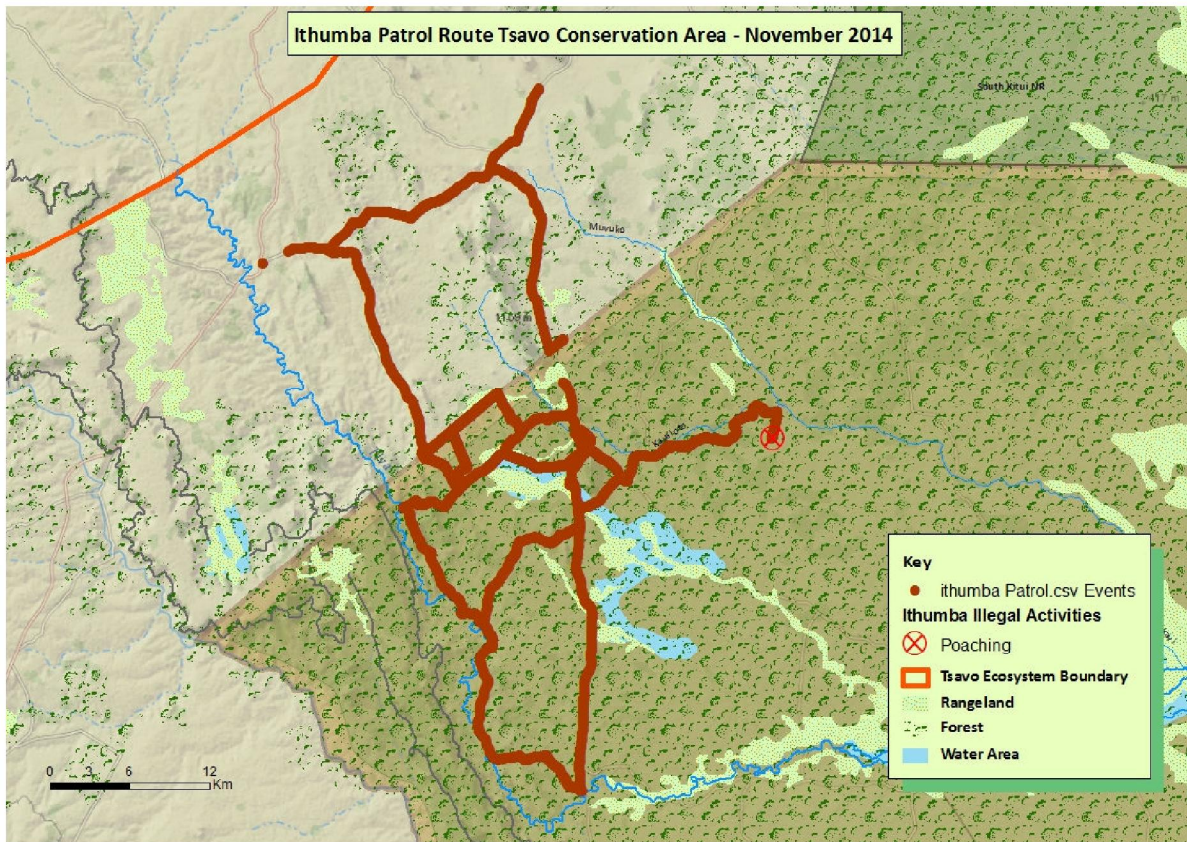 Ithumba Patrol Route Tsavo Conservation Area - November 2014
South Kitui NR
Muvuko
0 3 6 12
Km
Key
ithumba Patrol.csv Events
Ithumba Illegal Activities
Poaching
Tsavo Ecosystem Boundary
Rangeland
Forest
Water Area